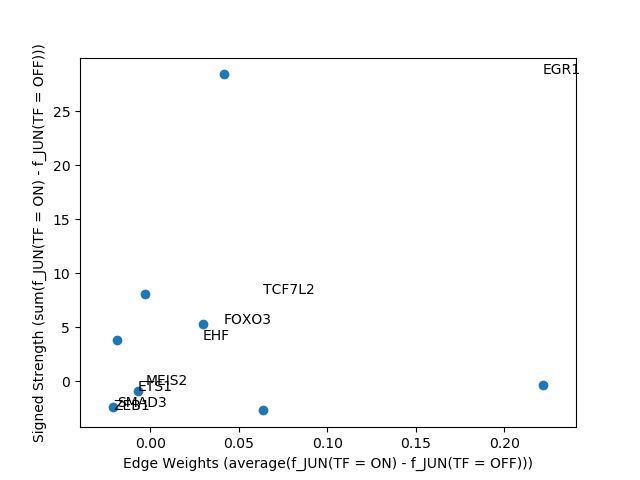 EGR1
TCF7L2
FOXO3
EHF
MEIS2
ETS1
SMAD3
ZEB1
25
20
15
10
5
0
0.00 0.05 0.10 0.15 0.20
Edge Weights (average(f_JUN(TF = ON) - f_JUN(TF = OFF)))
Signed Strength (sum(f_JUN(TF = ON) - f_JUN(TF = OFF)))